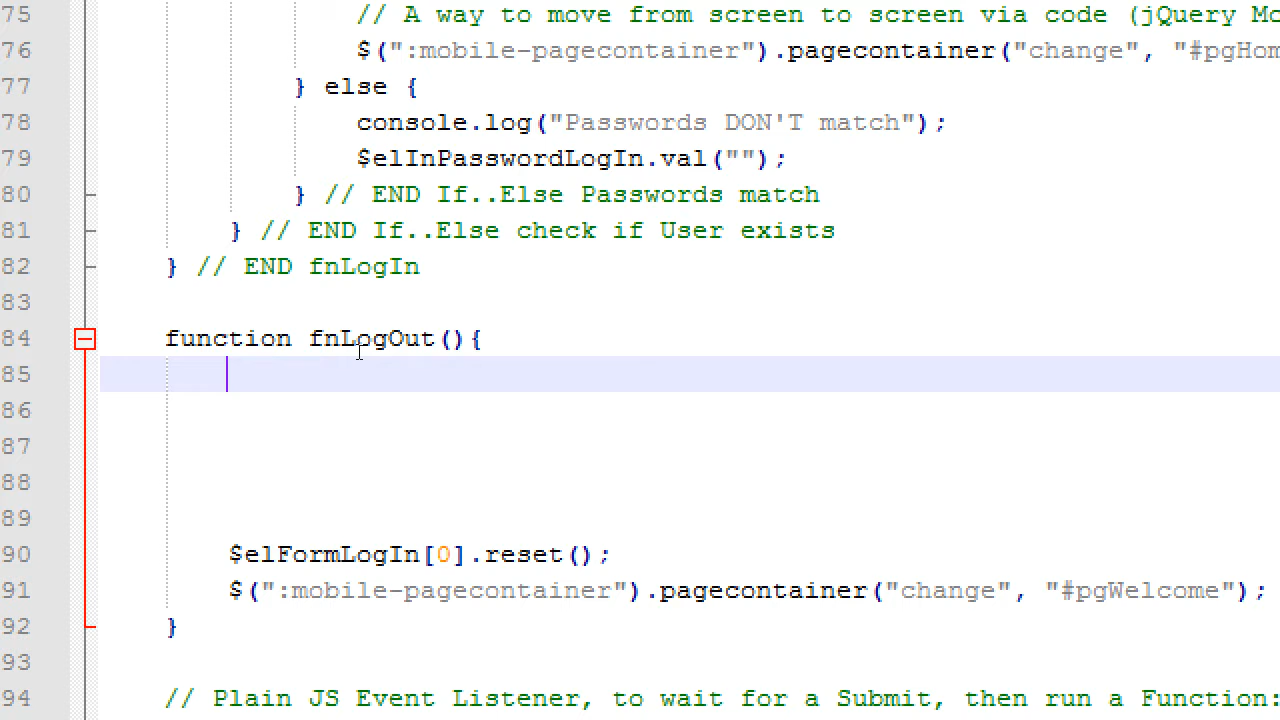 75 // A way to move from screen to screen via code (jQuery Mo
76 $(":mobile-pagecontainer").pagecontainer("change", "#pgHom
77 } else {
78 console.log("Passwords DON'T match");
79 $elInPasswordLogIn.val("");
80 } // END If..Else Passwords match
81 } // END If..Else check if User exists
82 } // END fnLogIn
83
84 function fnLogOut(){
85
86
87
88
89
90 $elFormLogIn[0].reset();
91 $(":mobile-pagecontainer").pagecontainer("change", "#pgWelcome");
92 }
93
94 // Plain JS Event Listener, to wait for a Submit, then run a Function: